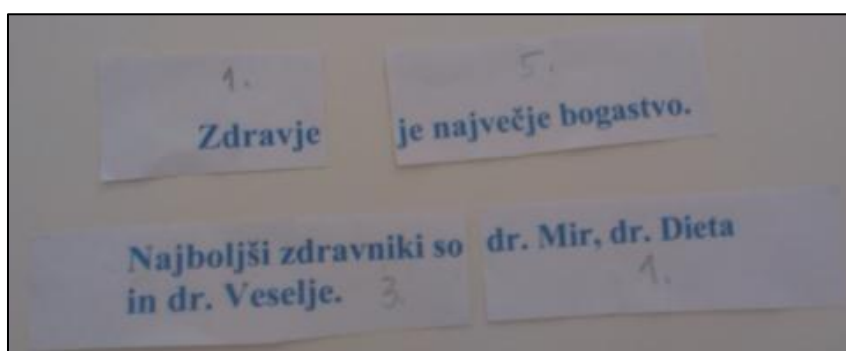 1. 5.
Zdravje je največje bogastvo.
Najboljši zdravniki so dr. Mir, dr. Dieta
in dr. Veselje. 3. 1.